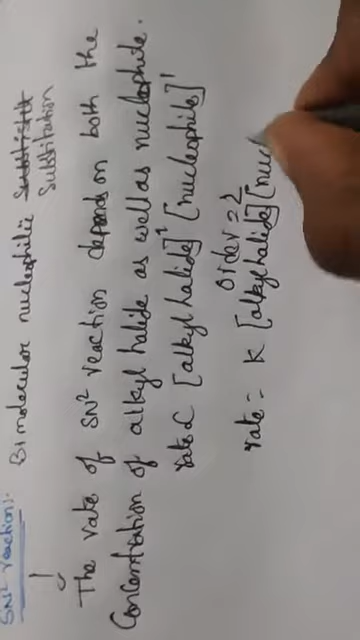 SN² reaction:- Bimolecular nucleophilic
Substitution
The rate of SN² reaction depends on both the
Concentration of alkyl halide as well as nucleophile.
rate ∝ [alkyl halide]¹ [nucleophile]¹
Order = 2
rate = K [alkyl halide] [nuc